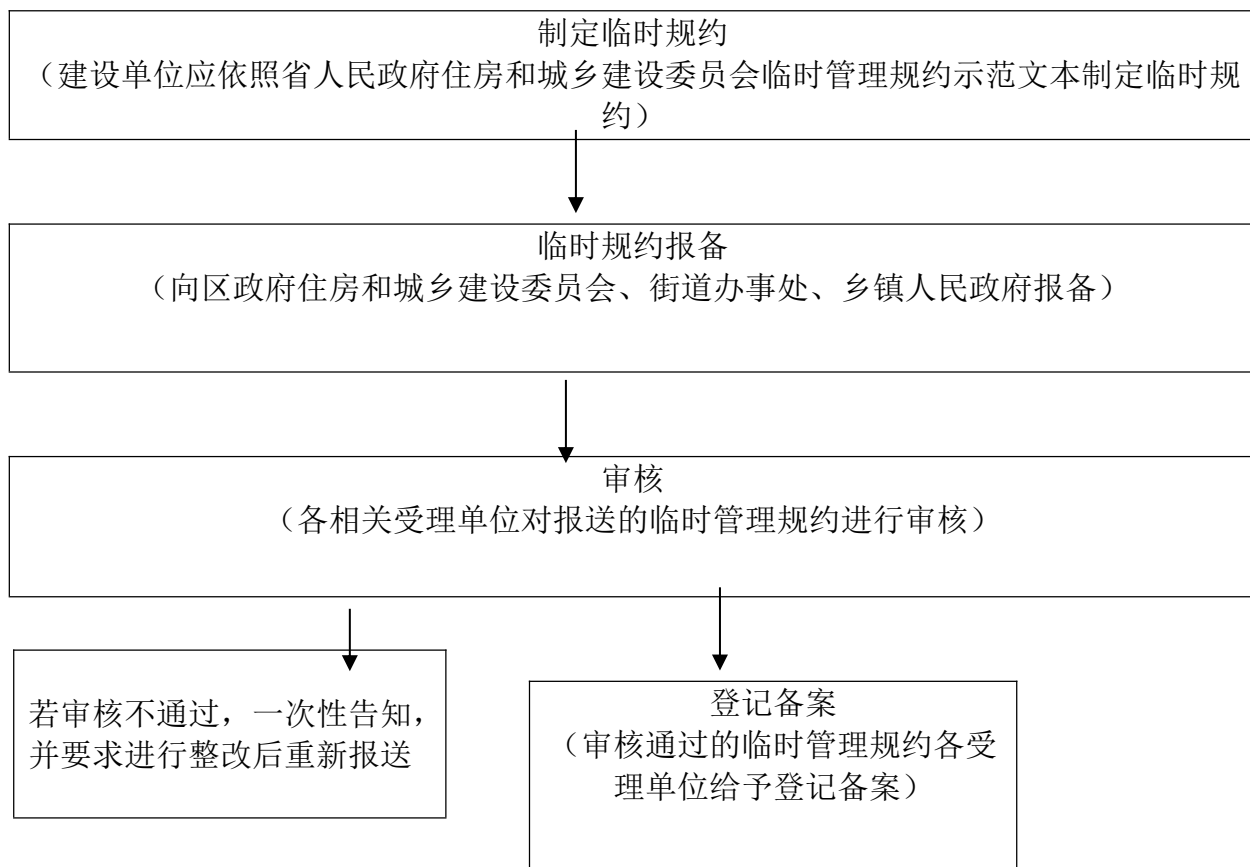 制定临时规约
（建设单位应依照省人民政府住房和城乡建设委员会临时管理规约示范文本制定临时规
约）
临时规约报备
（向区政府住房和城乡建设委员会、街道办事处、乡镇人民政府报备）
审核
（各相关受理单位对报送的临时管理规约进行审核）
若审核不通过，一次性告知，
并要求进行整改后重新报送
登记备案
（审核通过的临时管理规约各受
理单位给予登记备案）